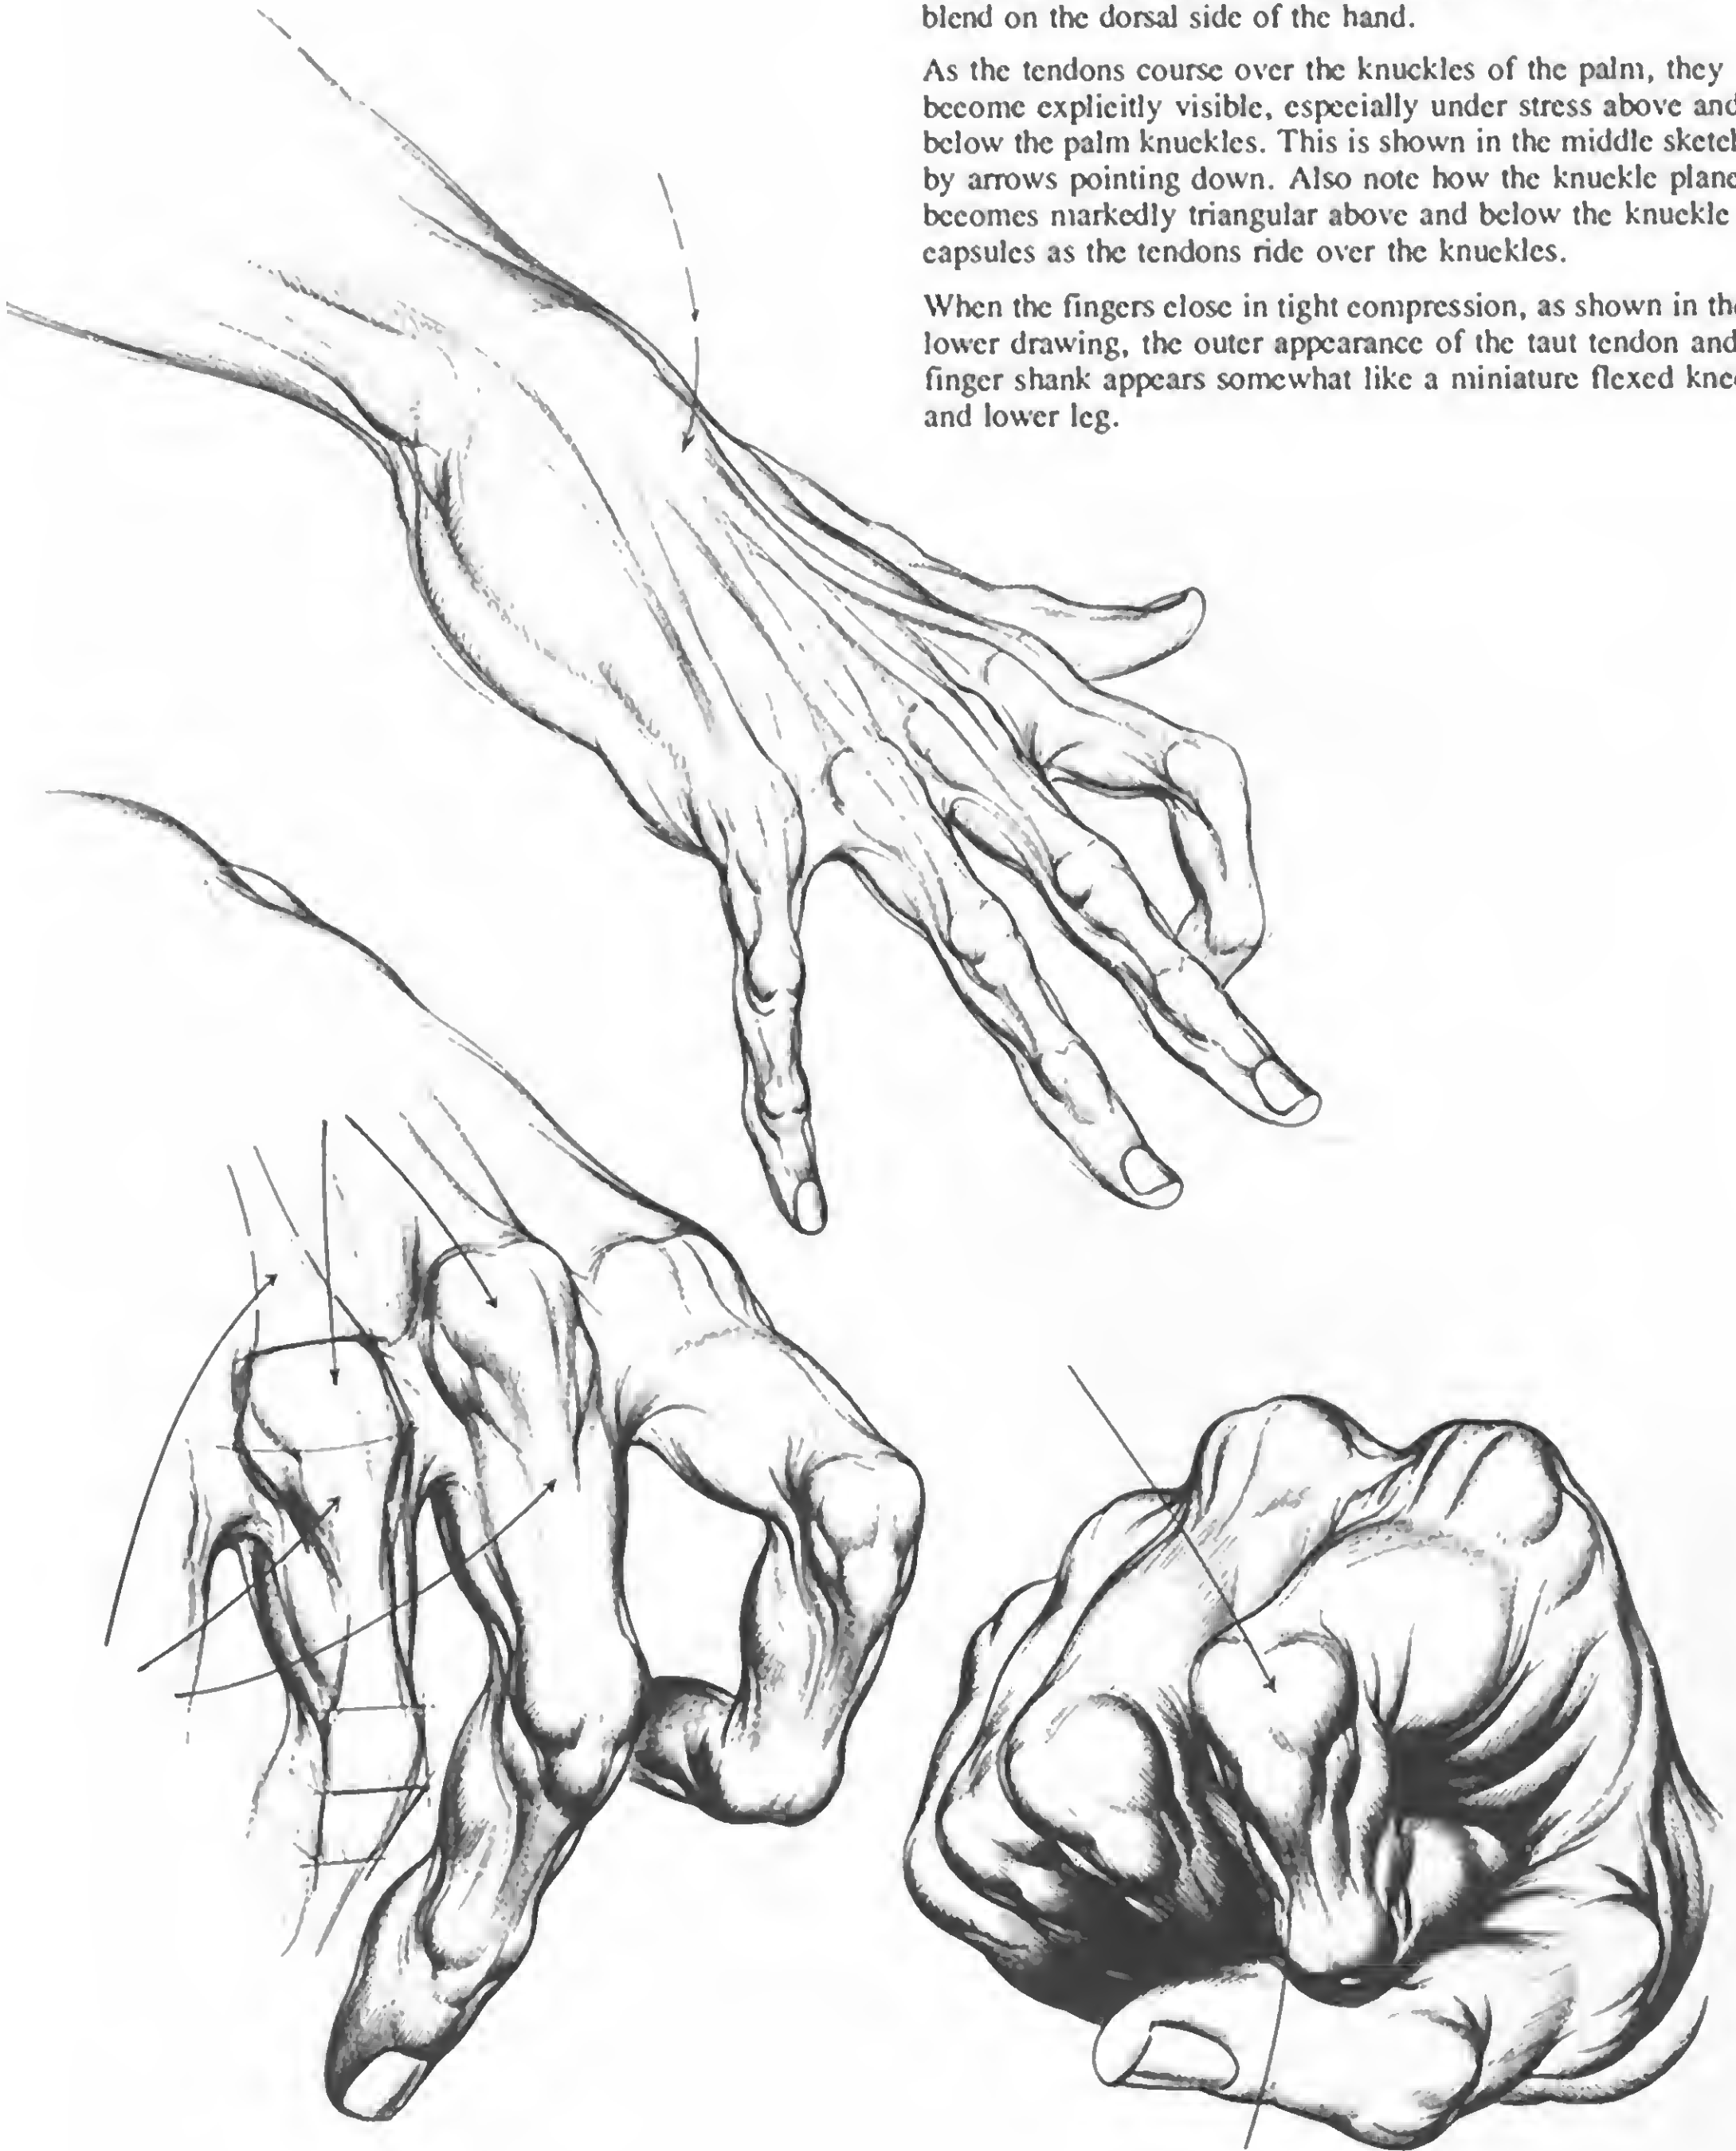 blend on the dorsal side of the hand.
As the tendons course over the knuckles of the palm, they
become explicitly visible, especially under stress above and
below the palm knuckles. This is shown in the middle sketch
by arrows pointing down. Also note how the knuckle plane
becomes markedly triangular above and below the knuckle
capsules as the tendons ride over the knuckles.
When the fingers close in tight compression, as shown in the
lower drawing, the outer appearance of the taut tendon and
finger shank appears somewhat like a miniature flexed knee
and lower leg.